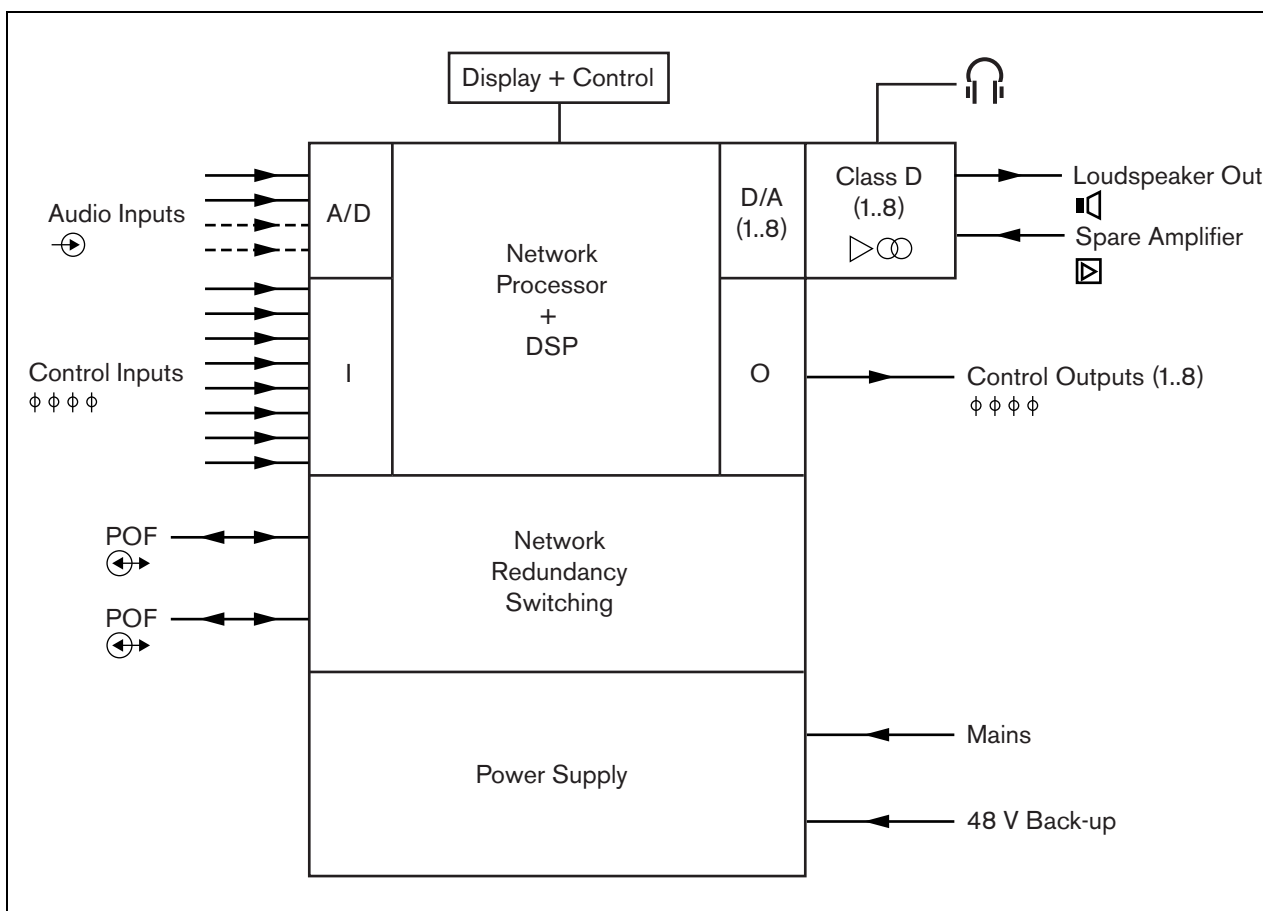 Display + Control
Audio Inputs
A/D
Network
Processor
+
DSP
D/A
(1..8)
Class D
(1..8)
Loudspeaker Out
Spare Amplifier
Control Inputs
I
O
Control Outputs (1..8)
POF
POF
Network
Redundancy
Switching
Power Supply
Mains
48 V Back-up